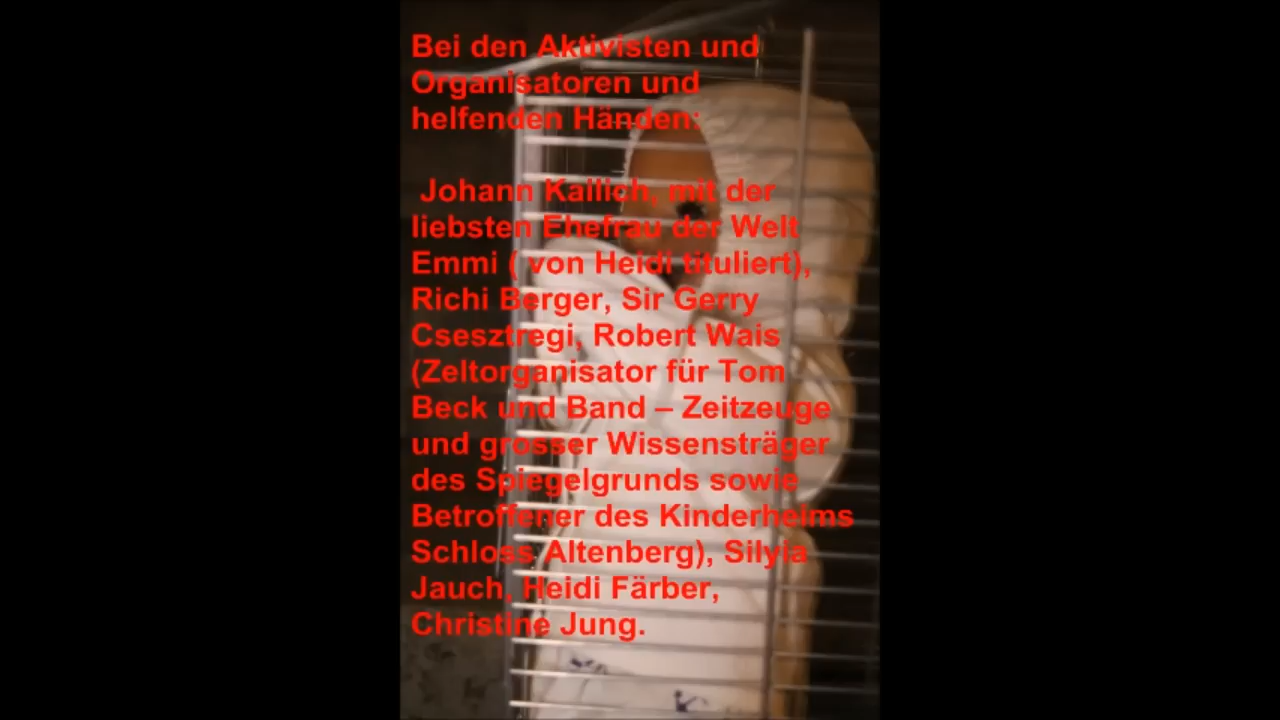 Bei den Aktivisten und
Organisatoren und
helfenden Händen:
Johann Kallich, mit der
liebsten Ehefrau der Welt
Emmi ( von Heidi tituliert),
Richi Berger, Sir Gerry
Csesztregi, Robert Wais
(Zeltorganisator für Tom
Beck und Band – Zeitzeuge
und grosser Wissensträger
des Spiegelgrunds sowie
Betroffener des Kinderheims
Schloss Altenberg), Silvia
Jauch, Heidi Färber,
Christine Jung.